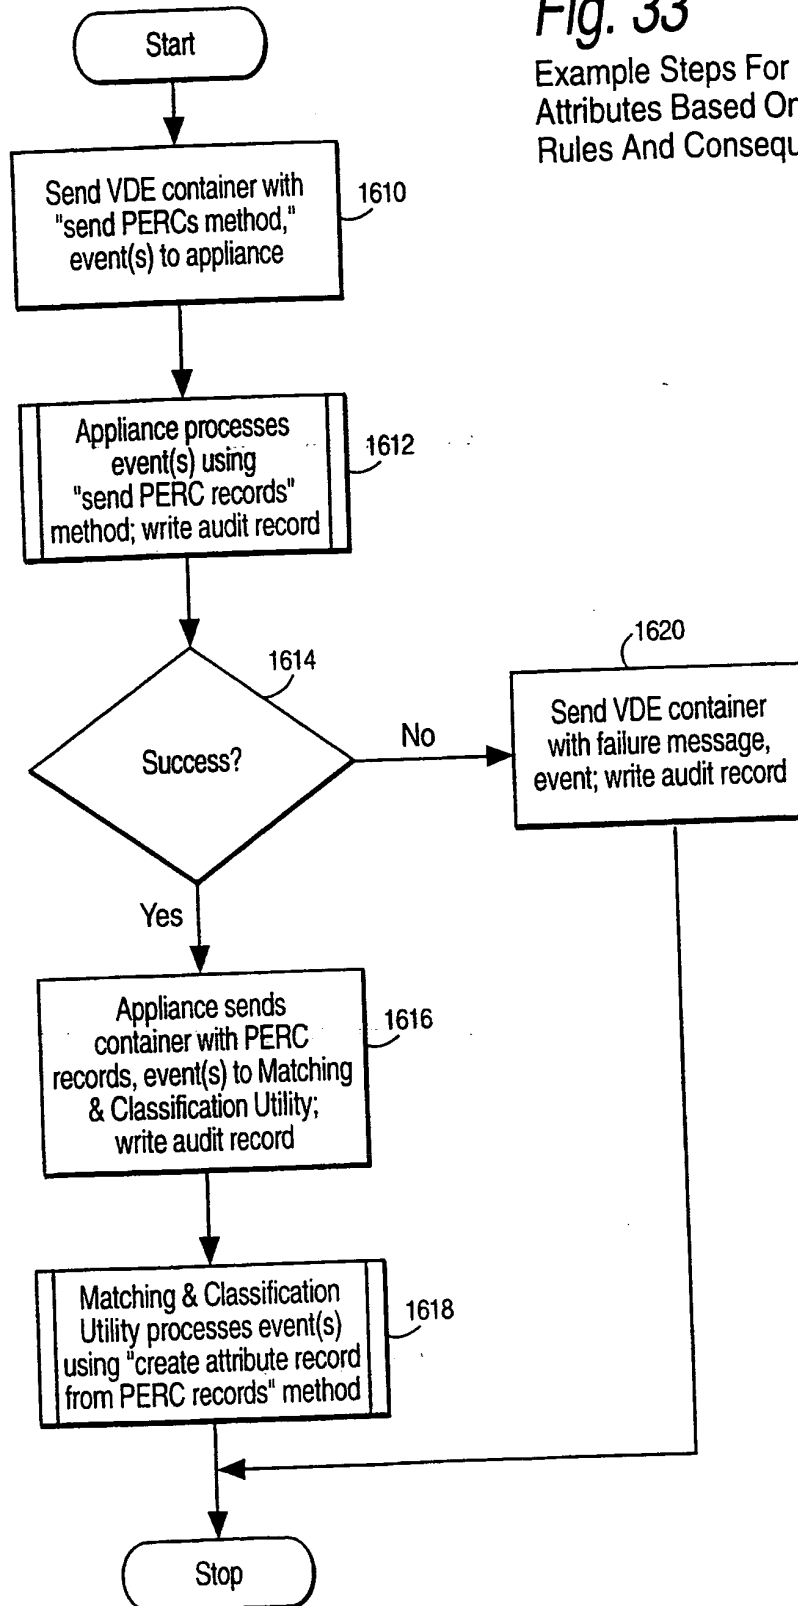 Fig. 33
Example Steps For
Attributes Based On
Rules And Consequ
Start
Send VDE container with
"send PERCs method,"
event(s) to appliance
1610
Appliance processes
event(s) using
"send PERC records"
method; write audit record
1612
1614
Success?
No
1620
Send VDE container
with failure message,
event; write audit record
Yes
Appliance sends
container with PERC
records, event(s) to Matching
& Classification Utility;
write audit record
1616
Matching & Classification
Utility processes event(s)
using "create attribute record
from PERC records" method
1618
Stop